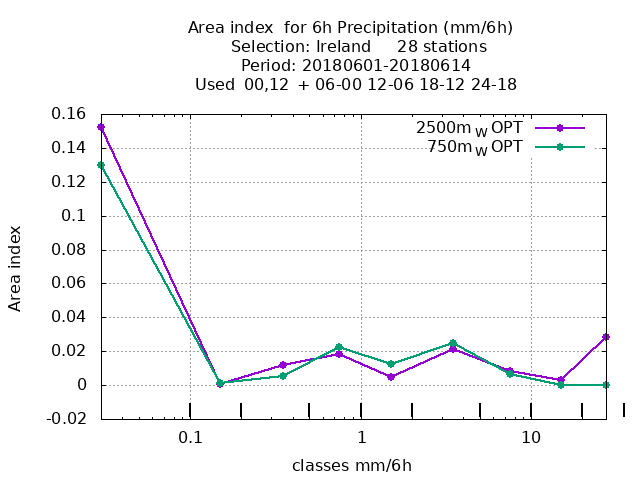 Area index  for 6h Precipitation (mm/6h)
Selection: Ireland     28 stations
Period: 20180601-20180614
Used  00,12  + 06-00 12-06 18-12 24-18
2500m_W OPT
750m_W OPT
0.16
0.14
0.12
0.1
0.08
0.06
0.04
0.02
0
-0.02
Area index
0.1 1 10
classes mm/6h